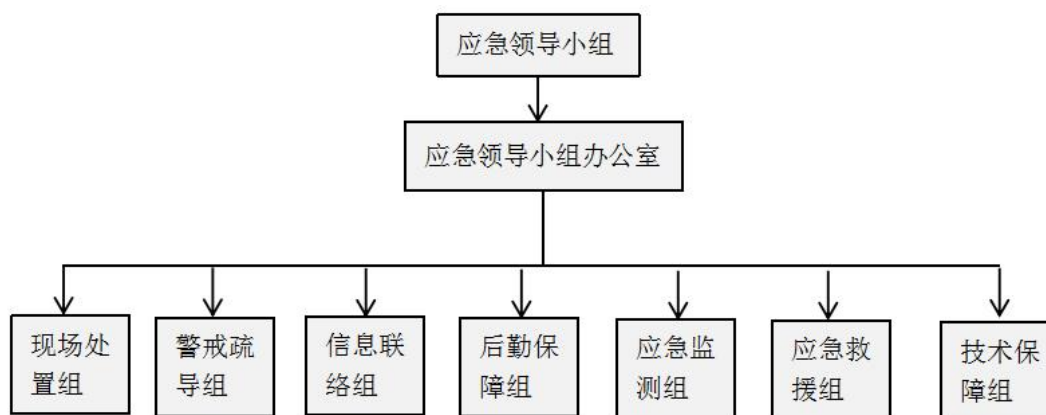 应急领导小组
应急领导小组办公室
现场处
置组
警戒疏
导组
信息联
络组
后勤保
障组
应急监
测组
应急救
援组
技术保
障组